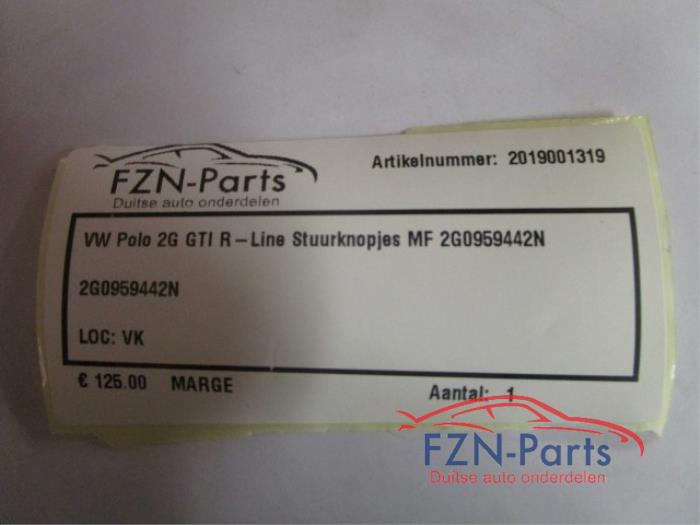 FZN-Parts
Duitse auto onderdelen
Artikelnummer: 2019001319
VW Polo 2G GTI R-Line Stuurknopjes MF 2G0959442N
2G0959442N
LOC: VK
€ 125.00 MARGE
Aantal: 1
FZN-Parts
Duitse auto onderdelen